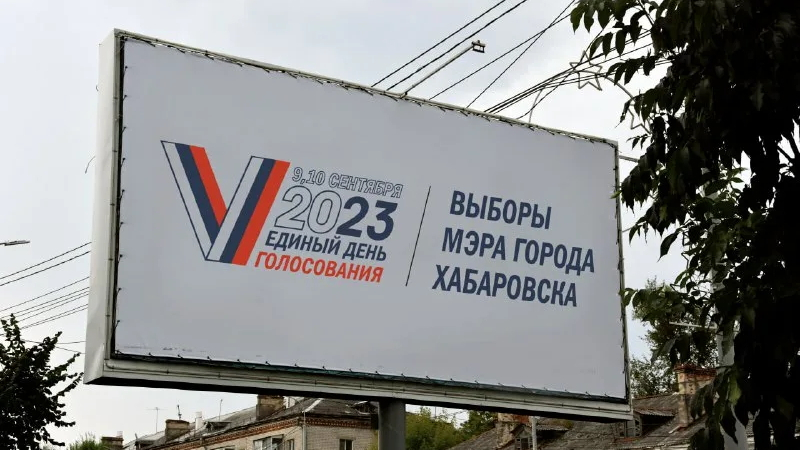 9, 10 СЕНТЯБРЯ
2023
ЕДИНЫЙ ДЕНЬ
ГОЛОСОВАНИЯ
ВЫБОРЫ
МЭРА ГОРОДА
ХАБАРОВСКА